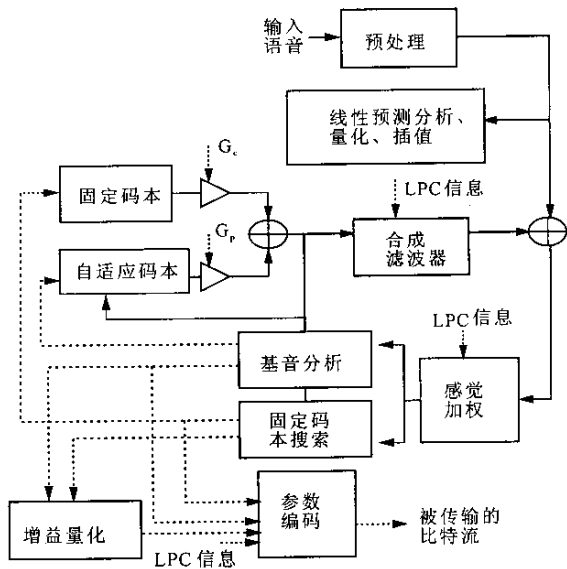 输入
语音
预处理
线性预测分析、
量化、插值
G_c
固定码本
LPC信息
G_p
合成
滤波器
自适应码本
LPC信息
基音分析
感觉
加权
固定码
本搜索
参数
编码
被传输的
比特流
增益量化
LPC信息